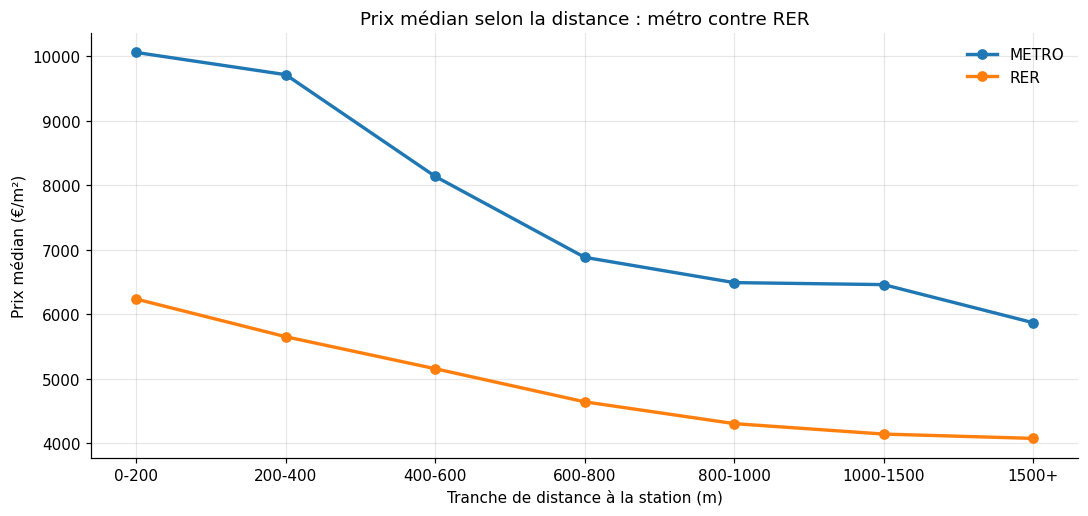 Prix médian selon la distance : métro contre RER
METRO
RER
Prix médian (€/m²)
10000
9000
8000
7000
6000
5000
4000
0-200 200-400 400-600 600-800 800-1000 1000-1500 1500+
Tranche de distance à la station (m)